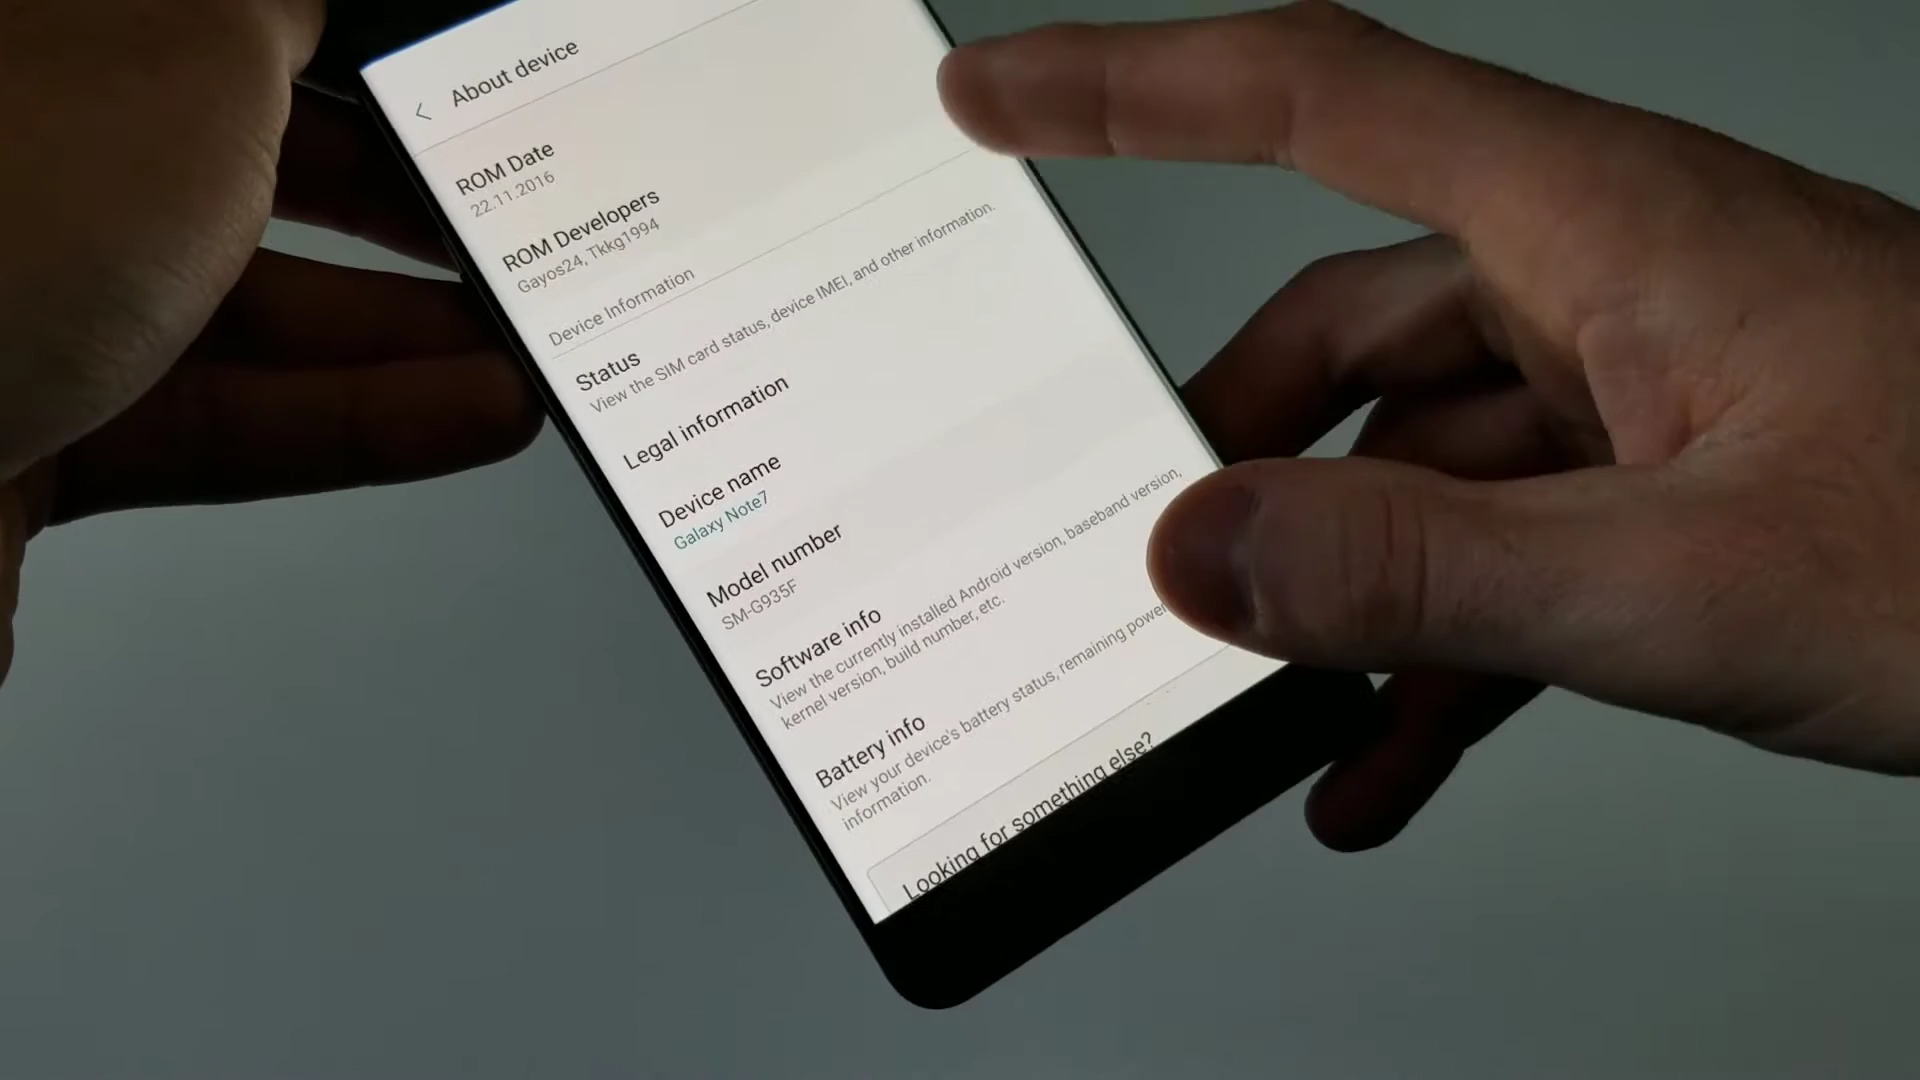 About device
ROM Date
22.11.2016
ROM Developers
Gayos24, Tkkg1994
Device Information
Status
View the SIM card status, device IMEI, and other information.
Legal information
Device name
Galaxy Note7
Model number
SM-G935F
Software info
View the currently installed Android version, baseband version,
kernel version, build number, etc.
Battery info
View your device's battery status, remaining power
information.
Looking for something else?